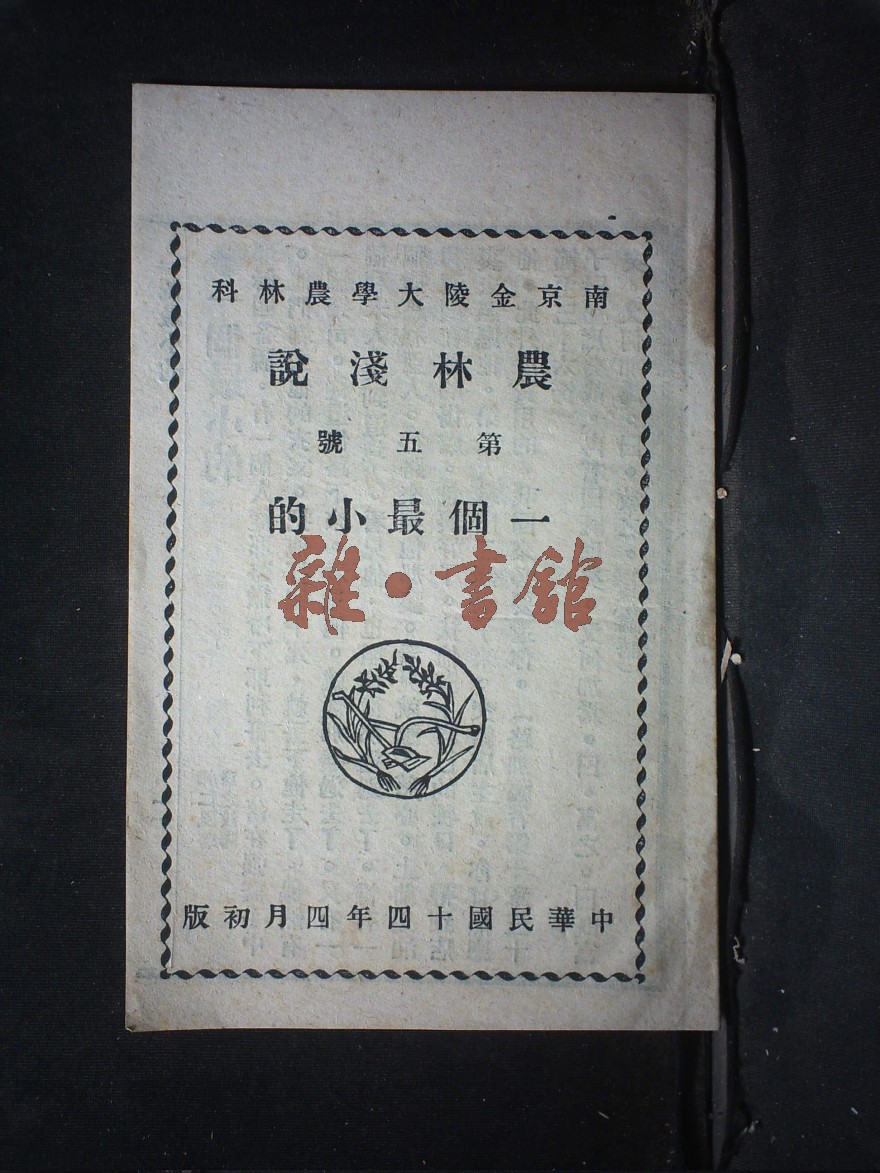 南京金陵大學農林科
農林淺說
第五號
一個最小的
雜·書館
中華民國十四年四月初版